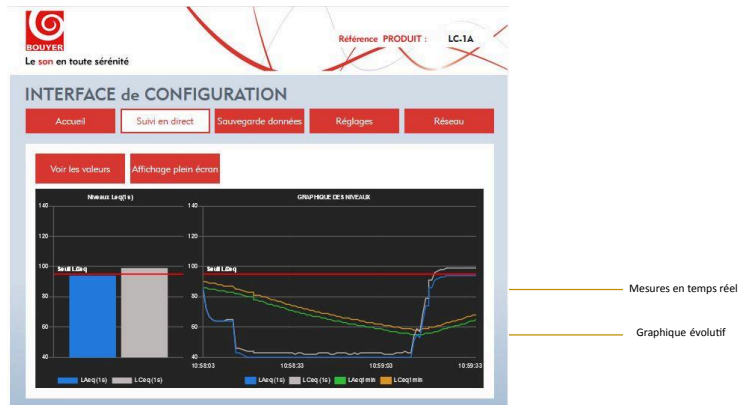 BOUYER
Le son en toute sérénité
Référence PRODUIT : LC-1A
INTERFACE de CONFIGURATION
Accueil
Suivi en direct
Sauvegarde données
Réglages
Réseau
Voir les valeurs
Affichage plein écran
Niveaux Leq(1s)
140
120
100
80
60
40
Seuil LGeq
LAeq (1s)
LCeq (1s)
GRAPHIQUE DES NIVEAUX
140
120
100
80
60
40
Seuil LGeq
10:58:03
10:58:33
10:59:03
10:59:33
LAeq (1s)
LCeq (1s)
LAeq1min
LCeq1min
Mesures en temps réel
Graphique évolutif